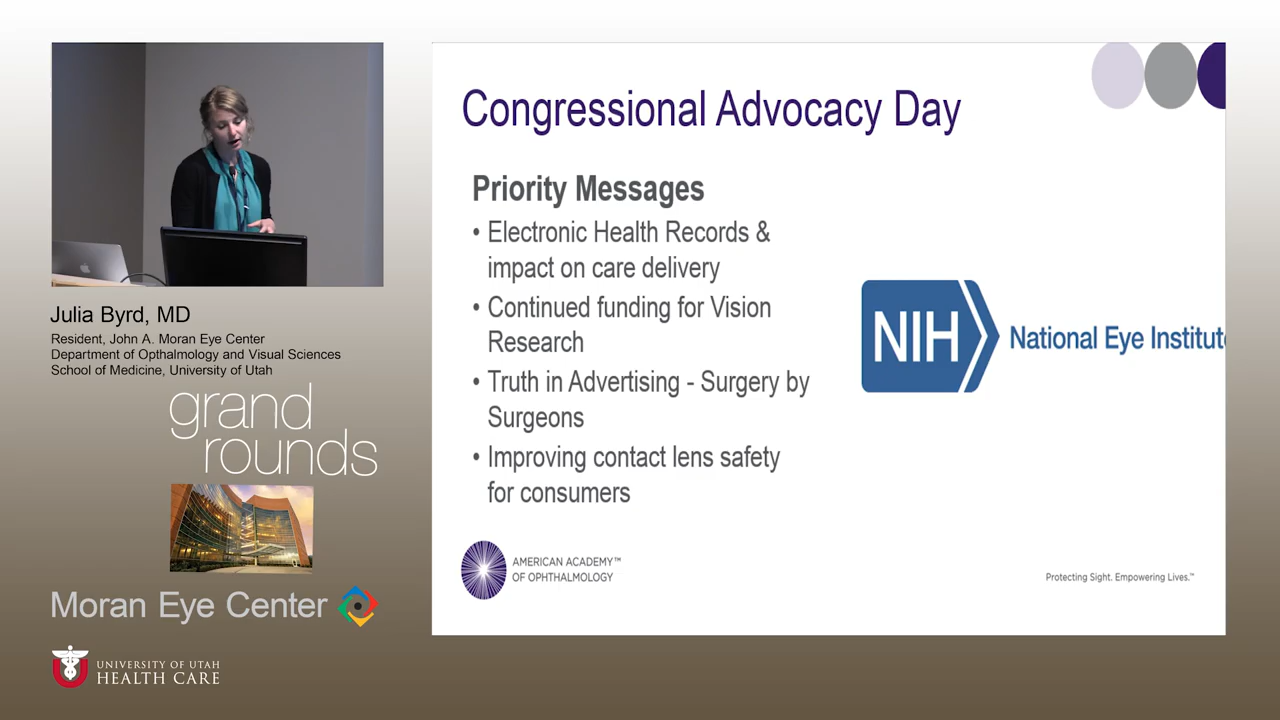 Julia Byrd, MD
Resident, John A. Moran Eye Center
Department of Opthalmology and Visual Sciences
School of Medicine, University of Utah
grand
rounds
Moran Eye Center
UNIVERSITY OF UTAH
HEALTH CARE
Congressional Advocacy Day
Priority Messages
• Electronic Health Records &
impact on care delivery
• Continued funding for Vision
Research
• Truth in Advertising - Surgery by
Surgeons
• Improving contact lens safety
for consumers
NIH National Eye Institute
AMERICAN ACADEMY™
OF OPHTHALMOLOGY
Protecting Sight. Empowering Lives.™